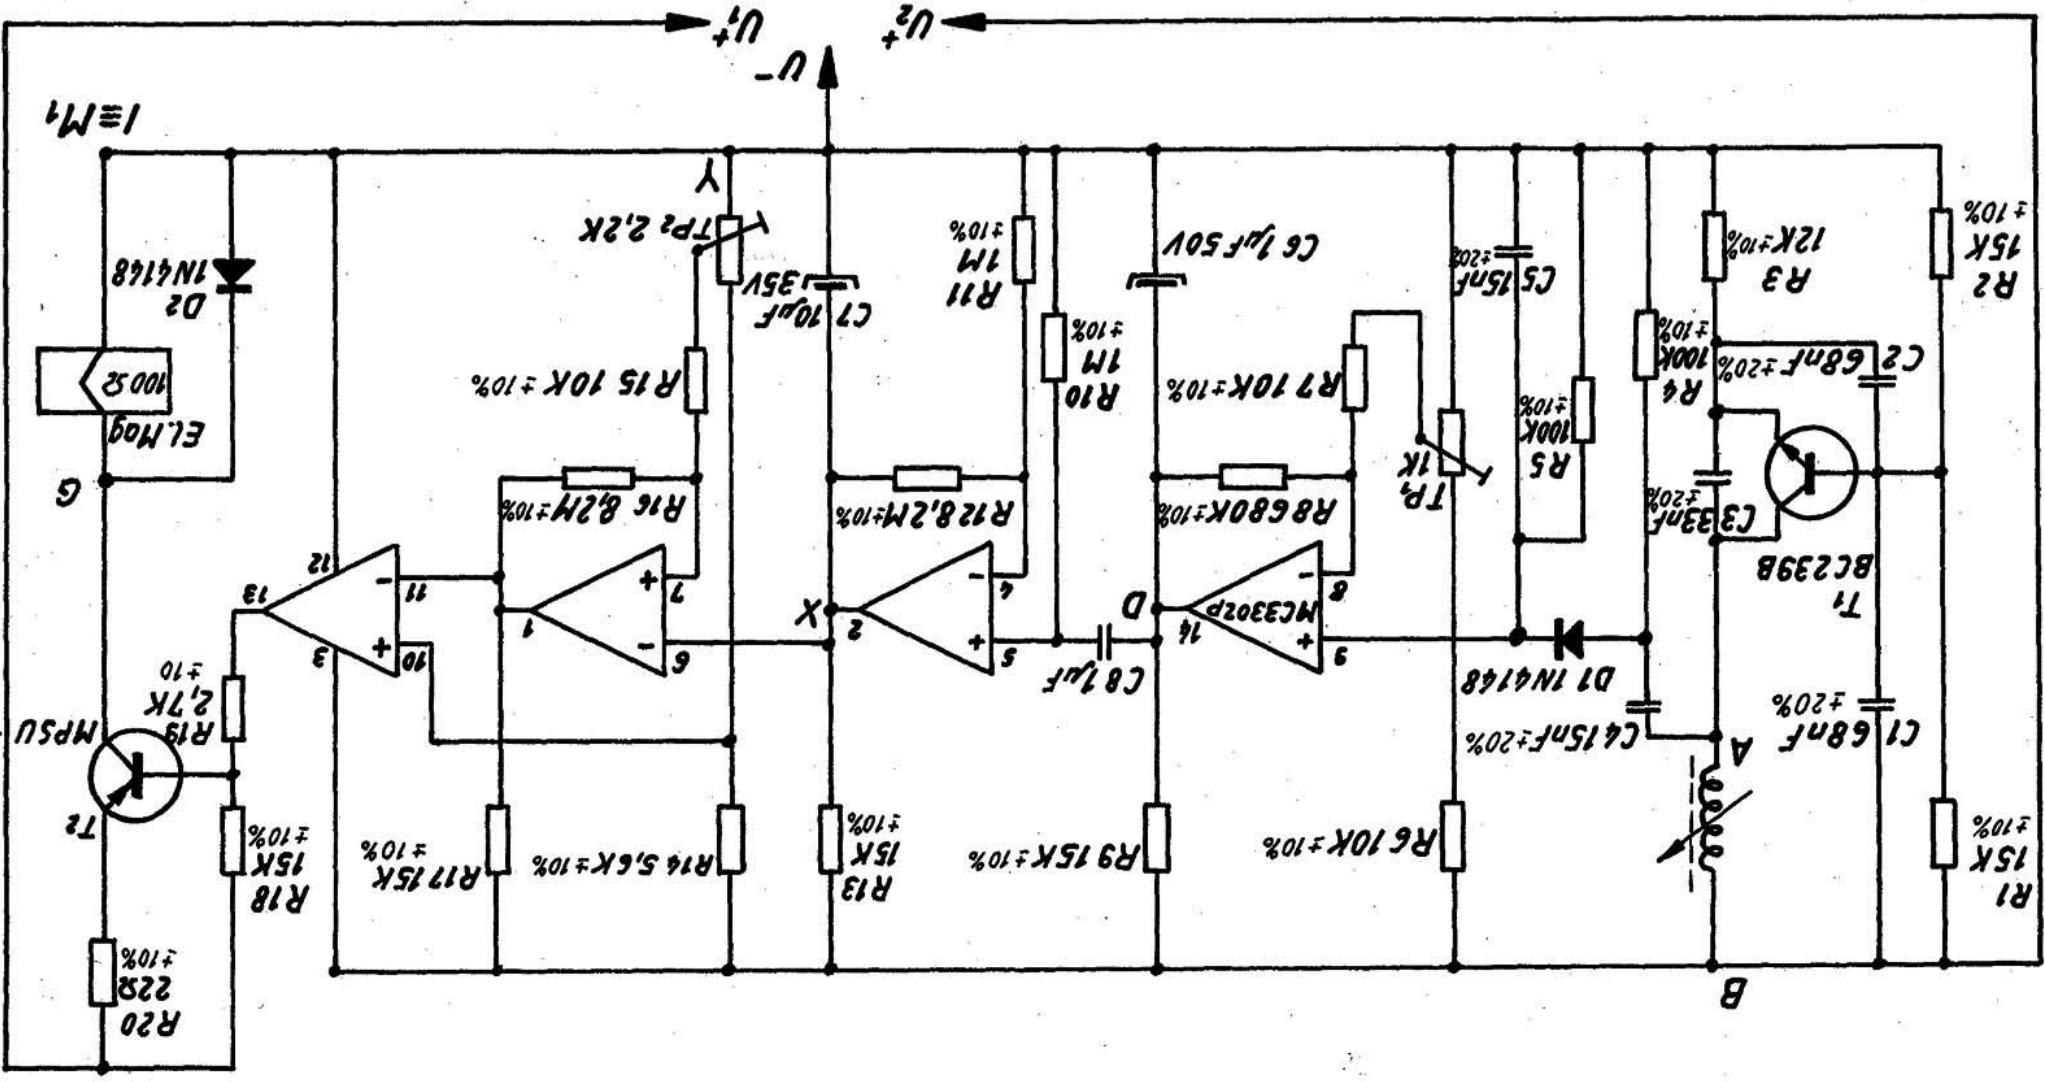 B
R1
15K
±10%
C1 68nF
±20%
A
C4 15nF±20%
R6 10K±10%
R9 15K±10%
R13
15K
±10%
R14 5,6K±10%
R17 15K
±10%
R18
15K
±10%
R20
22Ω
±10%
T2
MPSU
R19
2,7K
±10
T1
BC239B
D1 1N4148
9
+
8
-
MC3302P
14
D
C8 1µF
5
+
4
-
2
X
6
-
7
+
1
10
+
11
-
3
12
13
C3 33nF
±20%
R5
100K
±10%
TP1
1K
R8 680K±10%
R12 8,2M±10%
R16 8,2M±10%
G
C2 68nF±20%
R4
100K
±10%
R7 10K±10%
R10
1M
±10%
R15 10K±10%
El.Mag
100Ω
R2
15K
±10%
R3
12K±10%
C5 15nF
±20%
C6 1µF 50V
R11
1M
±10%
C7 10µF
35V
TP2 2,2K
Y
D2
1N4148
I≡M1
U-
U2+
U1+